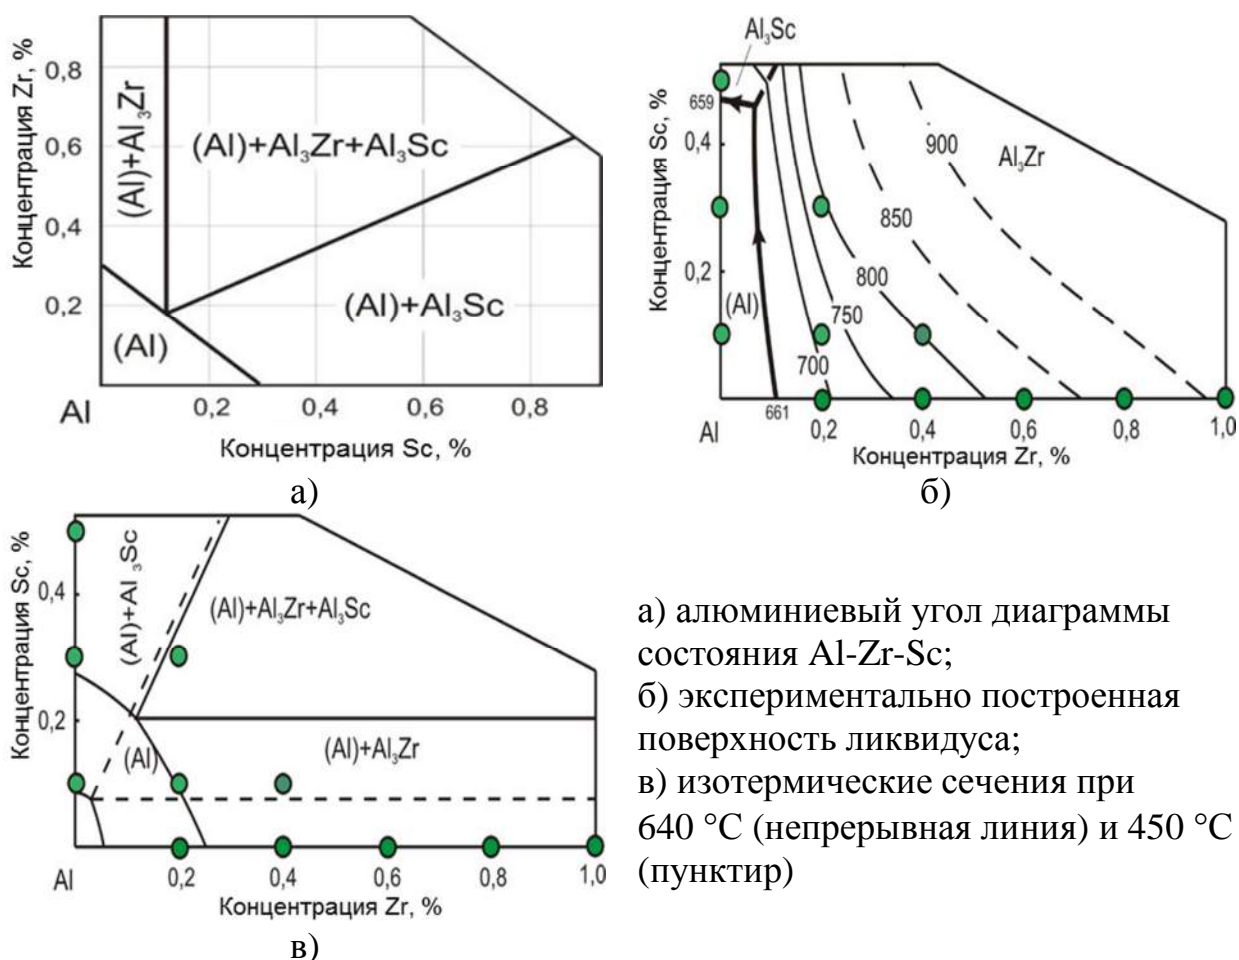 Концентрация Zr, %
0,8
0,6
0,4
0,2
(Al)+Al₃Zr
(Al)+Al₃Zr+Al₃Sc
(Al)+Al₃Sc
(Al)
Al
0,2
0,4
0,6
0,8
Концентрация Sc, %
а)
Al₃Sc
Концентрация Sc, %
659
0,4
0,2
900
Al₃Zr
850
800
750
700
(Al)
Al
661
0,2
0,4
0,6
0,8
1,0
Концентрация Zr, %
б)
Концентрация Sc, %
0,4
0,2
(Al)+Al₃Sc
(Al)+Al₃Zr+Al₃Sc
(Al)+Al₃Zr
(Al)
Al
0,2
0,4
0,6
0,8
1,0
Концентрация Zr, %
в)
а) алюминиевый угол диаграммы
состояния Al-Zr-Sc;
б) экспериментально построенная
поверхность ликвидуса;
в) изотермические сечения при
640 °С (непрерывная линия) и 450 °С
(пунктир)